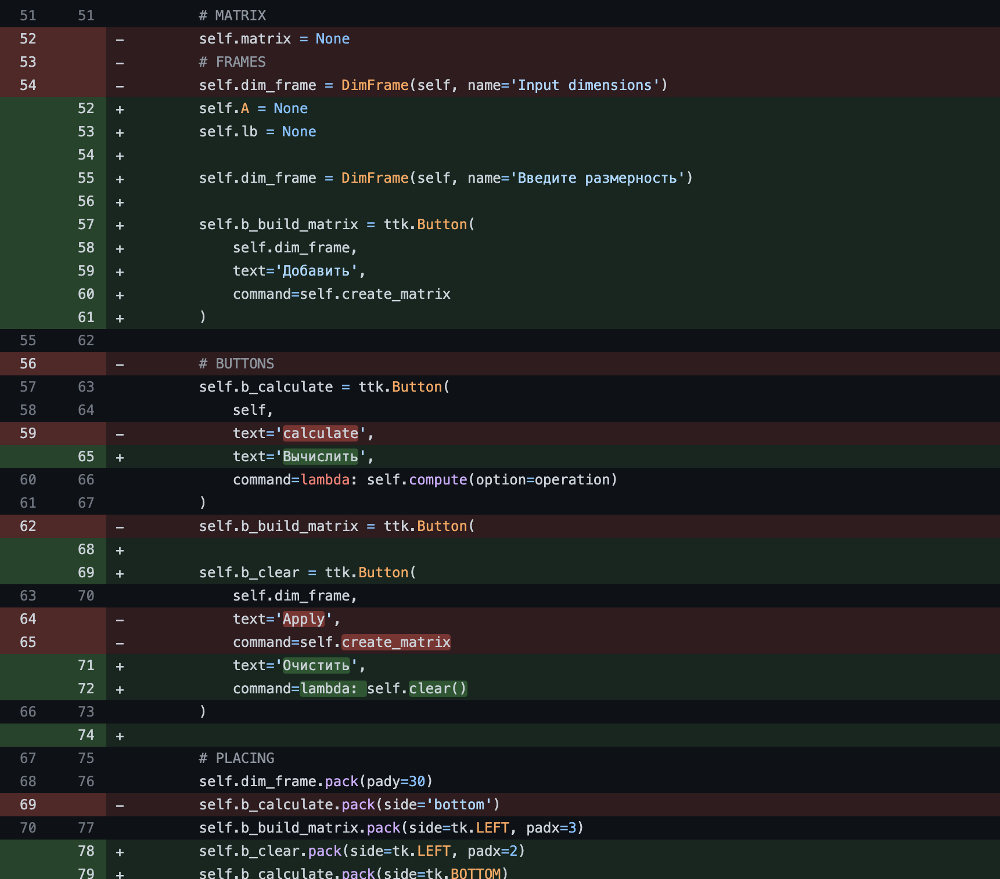 51 51 # MATRIX
52 - self.matrix = None
53 - # FRAMES
54 - self.dim_frame = DimFrame(self, name='Input dimensions')
52 + self.A = None
53 + self.lb = None
54 +
55 + self.dim_frame = DimFrame(self, name='Введите размерность')
56 +
57 + self.b_build_matrix = ttk.Button(
58 + self.dim_frame,
59 + text='Добавить',
60 + command=self.create_matrix
61 + )
55 62
56 - # BUTTONS
57 63 self.b_calculate = ttk.Button(
58 64 self,
59 - text='calculate',
65 + text='Вычислить',
60 66 command=lambda: self.compute(option=operation)
61 67 )
62 - self.b_build_matrix = ttk.Button(
68 +
69 + self.b_clear = ttk.Button(
63 70 self.dim_frame,
64 - text='Apply',
65 - command=self.create_matrix
71 + text='Очистить',
72 + command=lambda: self.clear()
66 73 )
74 +
67 75 # PLACING
68 76 self.dim_frame.pack(pady=30)
69 - self.b_calculate.pack(side='bottom')
70 77 self.b_build_matrix.pack(side=tk.LEFT, padx=3)
78 + self.b_clear.pack(side=tk.LEFT, padx=2)
79 + self.b_calculate.pack(side=tk.BOTTOM)